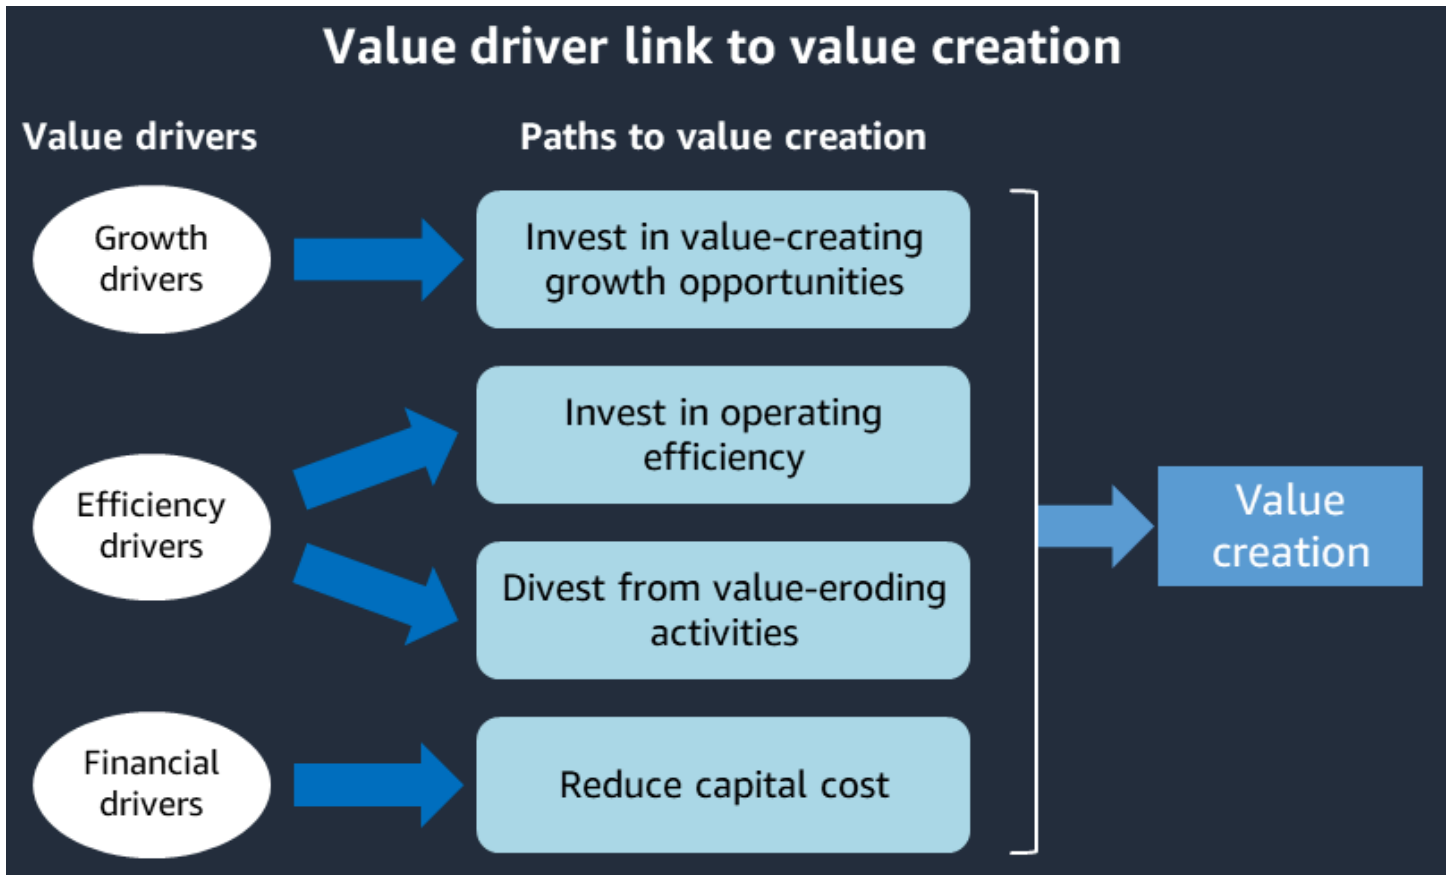 Value driver link to value creation
Value drivers
Paths to value creation
Growth
drivers
Invest in value-creating
growth opportunities
Efficiency
drivers
Invest in operating
efficiency
Divest from value-eroding
activities
Financial
drivers
Reduce capital cost
Value
creation